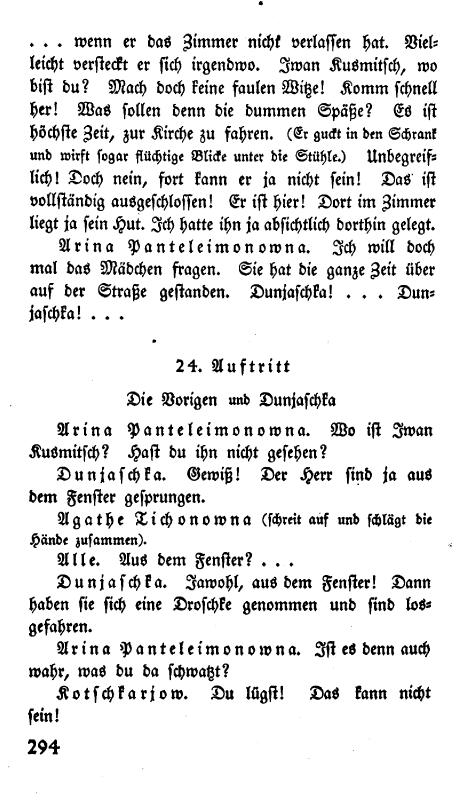 . . . wenn er das Zimmer nicht verlassen hat. Viel-
leicht versteckt er sich irgendwo. Iwan Kusmitsch, wo
bist du? Mach doch keine faulen Witze! Komm schnell
her! Was sollen denn die dummen Späße? Es ist
höchste Zeit, zur Kirche zu fahren. (Er guckt in den Schrank
und wirft sogar flüchtige Blicke unter die Stühle.) Unbegreif-
lich! Doch nein, fort kann er ja nicht sein! Das ist
vollständig ausgeschlossen! Er ist hier! Dort im Zimmer
liegt ja sein Hut. Ich hatte ihn ja absichtlich dorthin gelegt.
Arina Panteleimonowna. Ich will doch
mal das Mädchen fragen. Sie hat die ganze Zeit über
auf der Straße gestanden. Dunjaschka! . . . Dun-
jaschka! . . .
24. Auftritt
Die Vorigen und Dunjaschka
Arina Panteleimonowna. Wo ist Iwan
Kusmitsch? Hast du ihn nicht gesehen?
Dunjaschka. Gewiß! Der Herr sind ja aus
dem Fenster gesprungen.
Agathe Tichonowna (schreit auf und schlägt die
Hände zusammen).
Alle. Aus dem Fenster? . . .
Dunjaschka. Jawohl, aus dem Fenster! Dann
haben sie sich eine Droschke genommen und sind los-
gefahren.
Arina Panteleimonowna. Ist es denn auch
wahr, was du da schwatzt?
Kotschkarjow. Du lügst! Das kann nicht
sein!
294